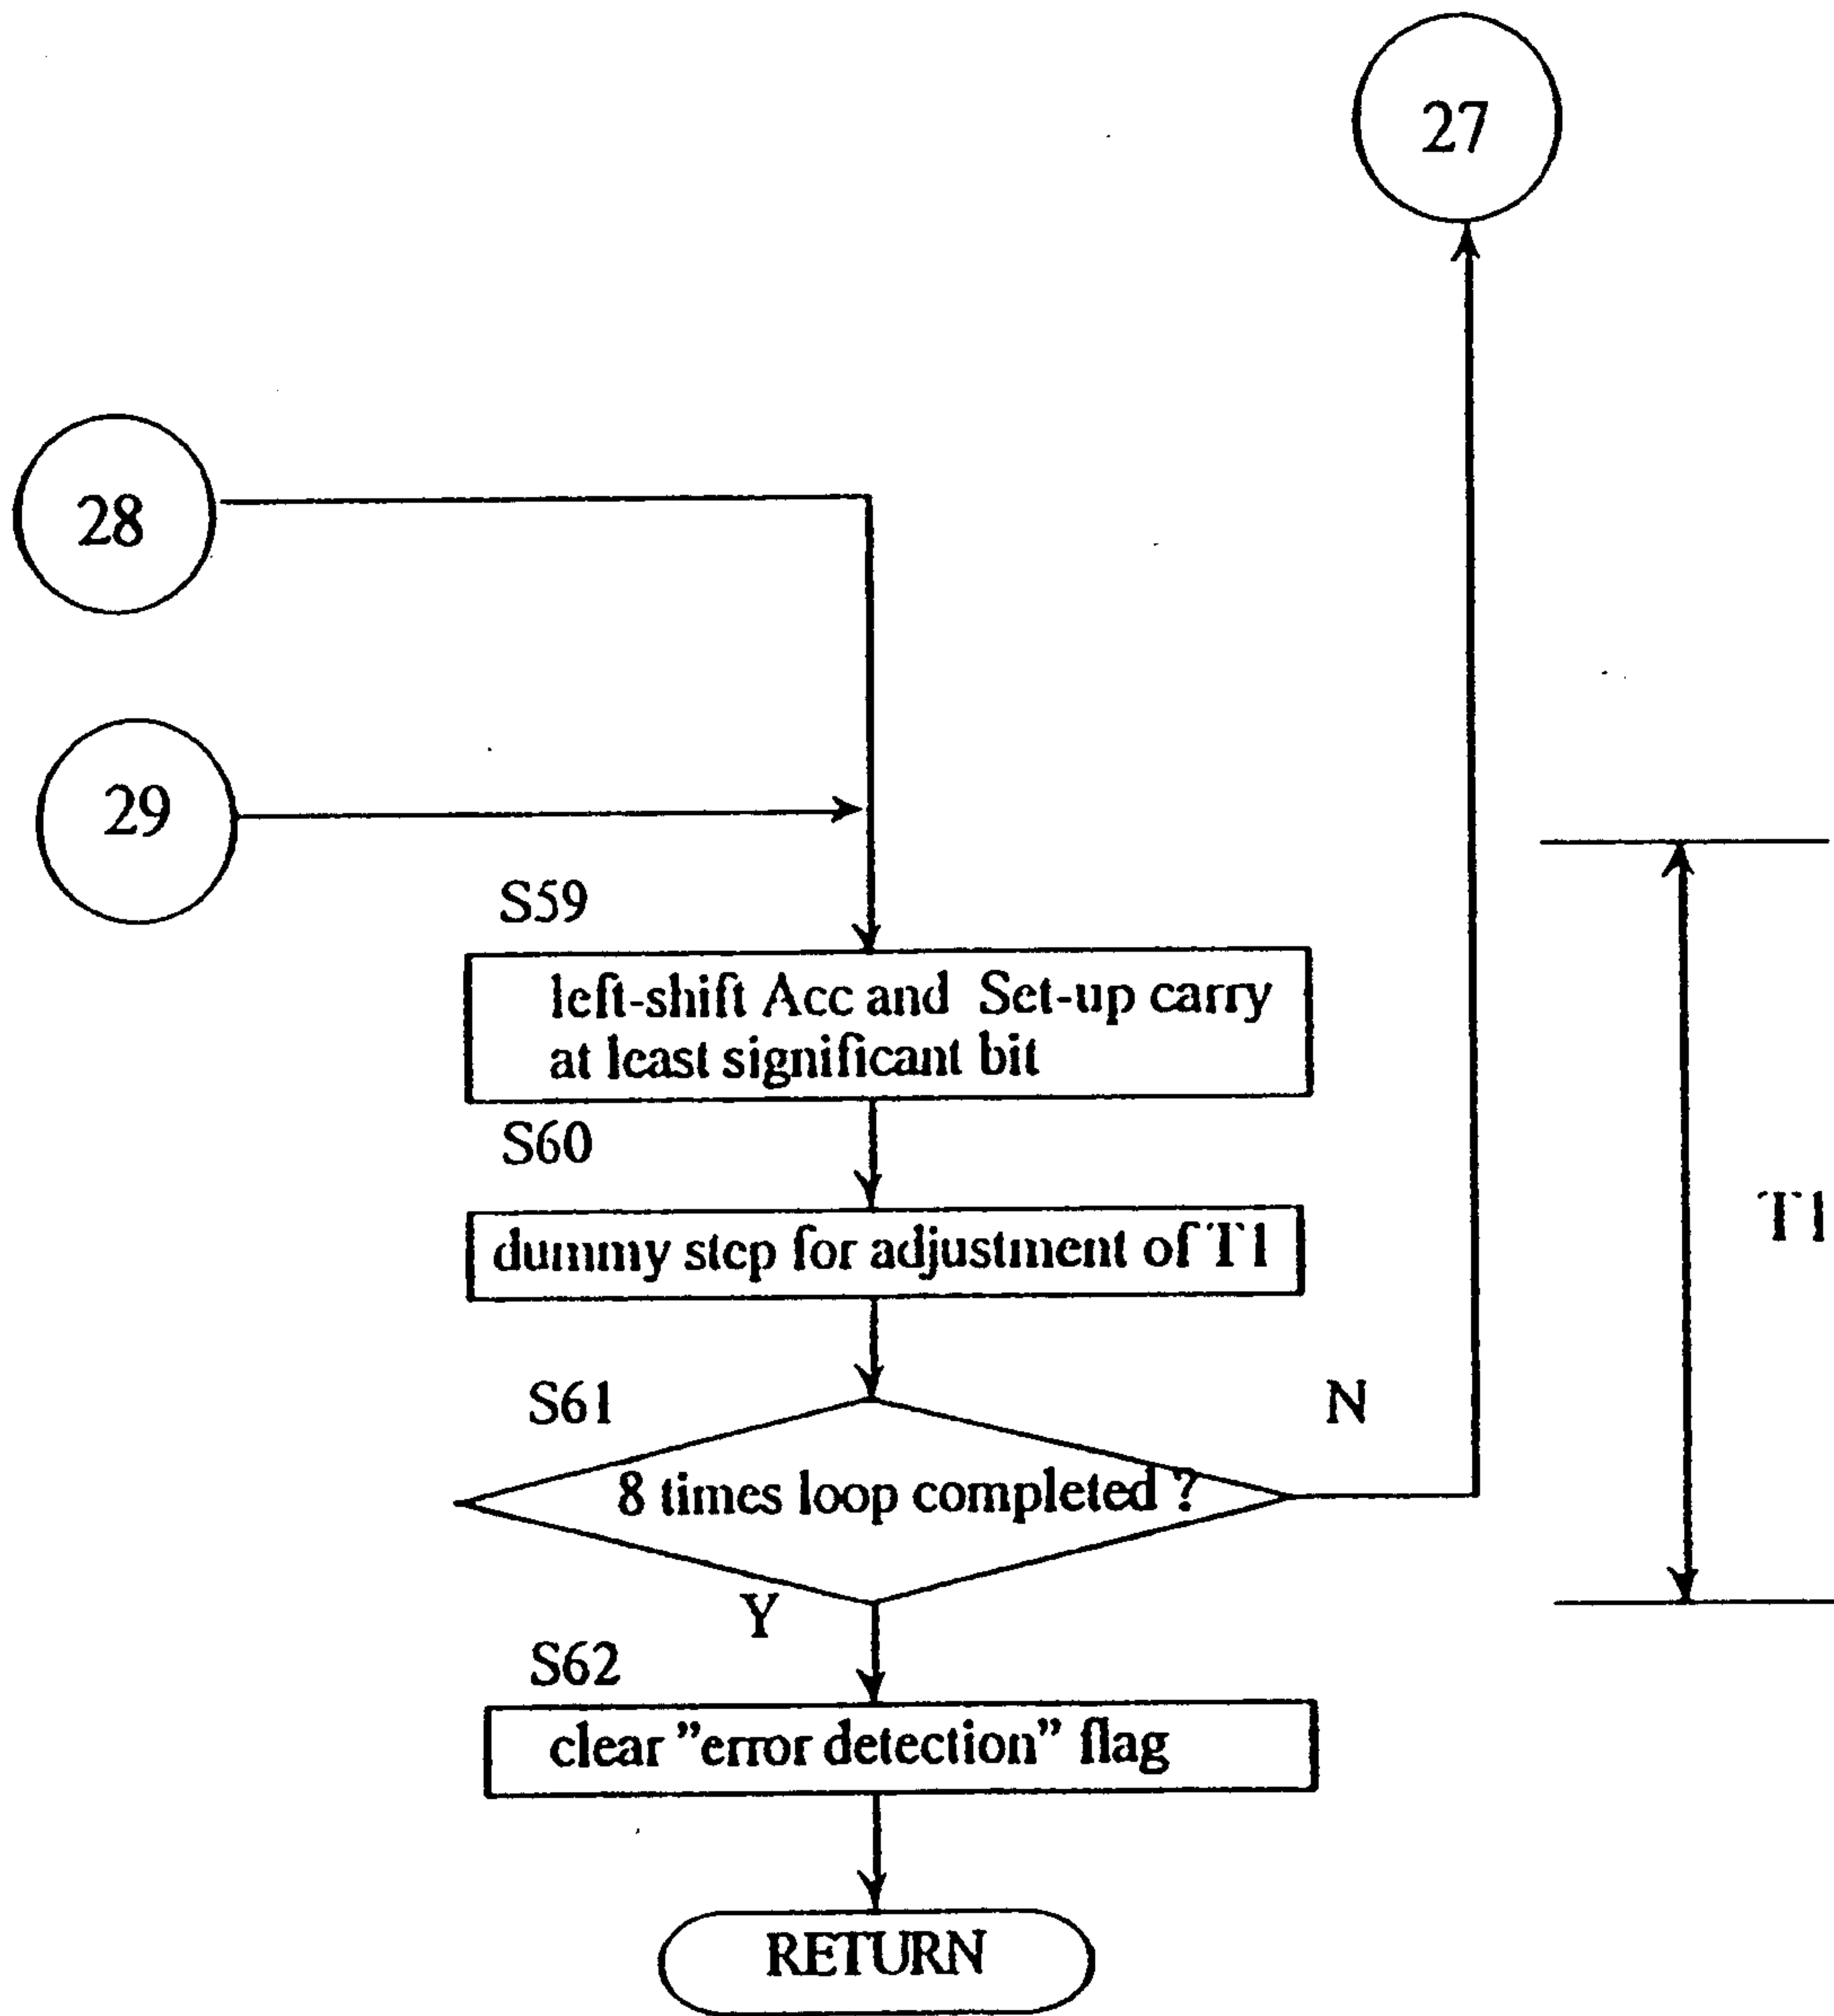 27
28
29
S59
left-shift Acc and Set-up carry
at least significant bit
S60
dummy step for adjustment of T1
T1
S61
N
8 times loop completed ?
Y
S62
clear ”error detection” flag
RETURN